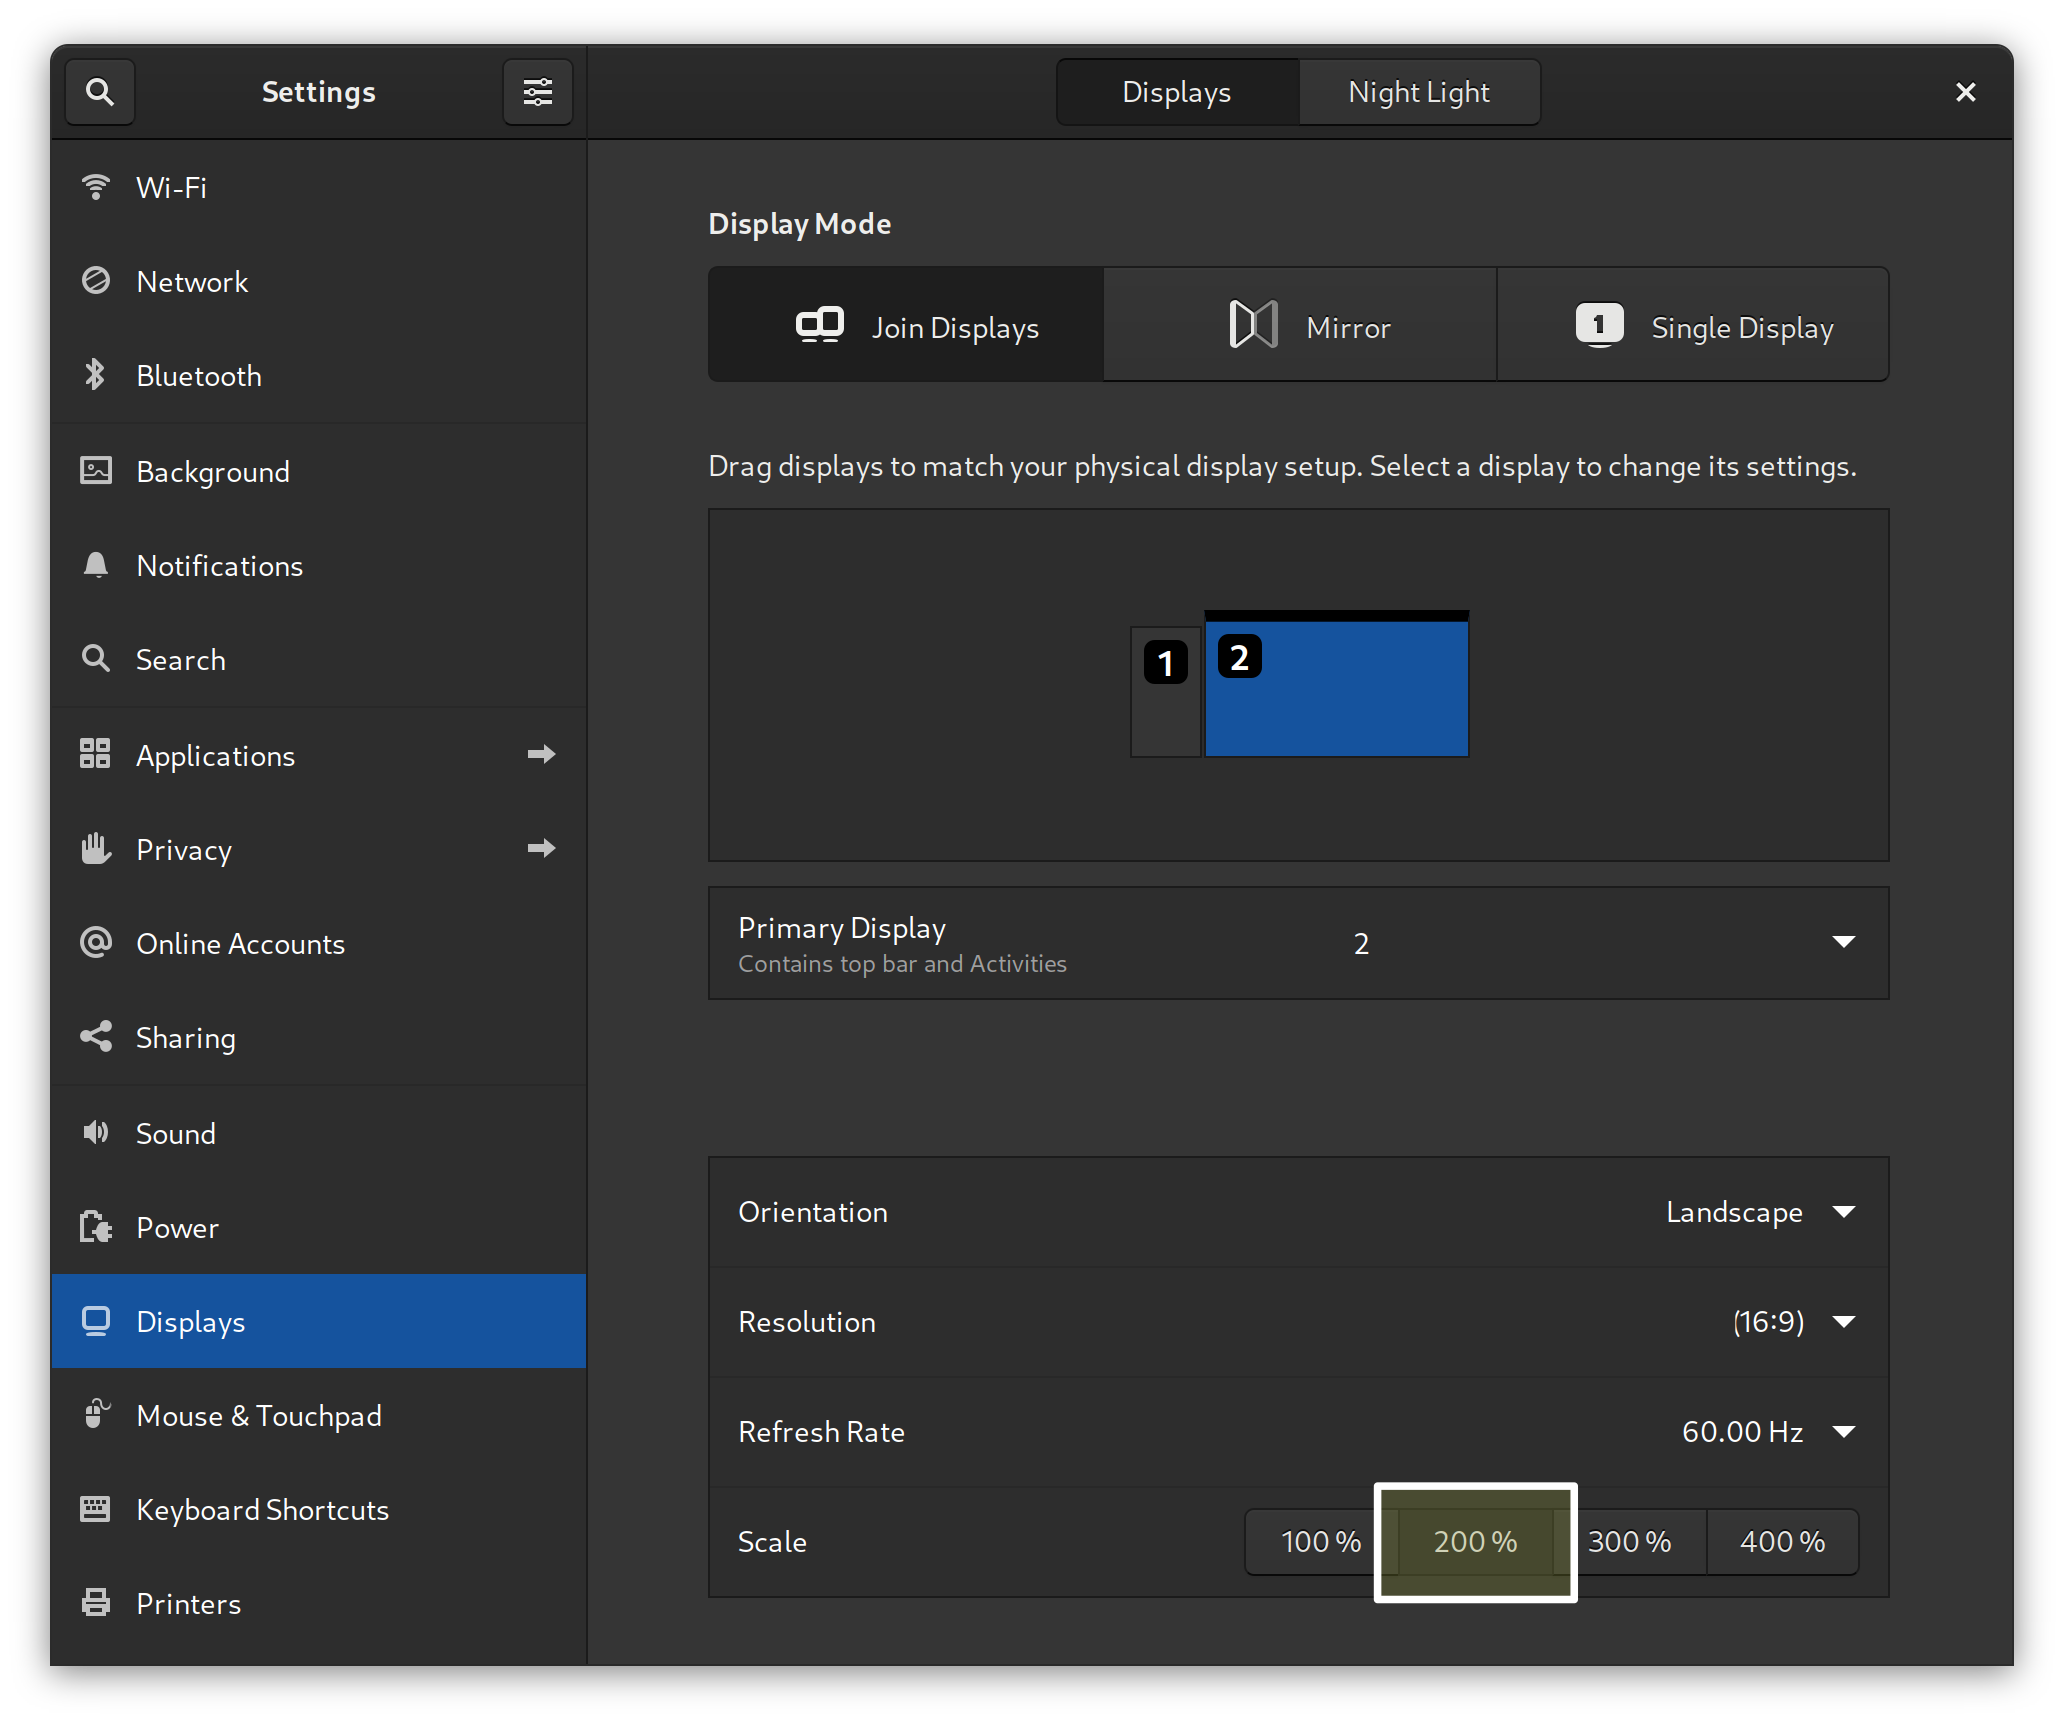 Settings
Displays
Night Light
Wi-Fi
Network
Bluetooth
Background
Notifications
Search
Applications
Privacy
Online Accounts
Sharing
Sound
Power
Displays
Mouse & Touchpad
Keyboard Shortcuts
Printers
Display Mode
Join Displays
Mirror
1
Single Display
Drag displays to match your physical display setup. Select a display to change its settings.
1
2
Primary Display
Contains top bar and Activities
2
Orientation
Landscape
Resolution
(16:9)
Refresh Rate
60.00 Hz
Scale
100 %
200 %
300 %
400 %